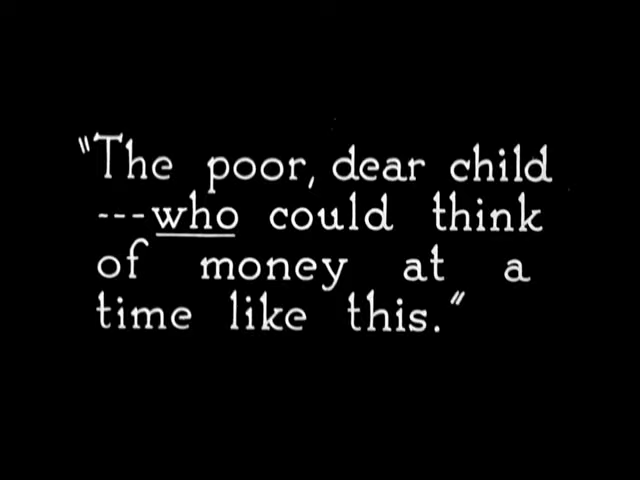 "The poor, dear child
---who could think
of money at a
time like this."